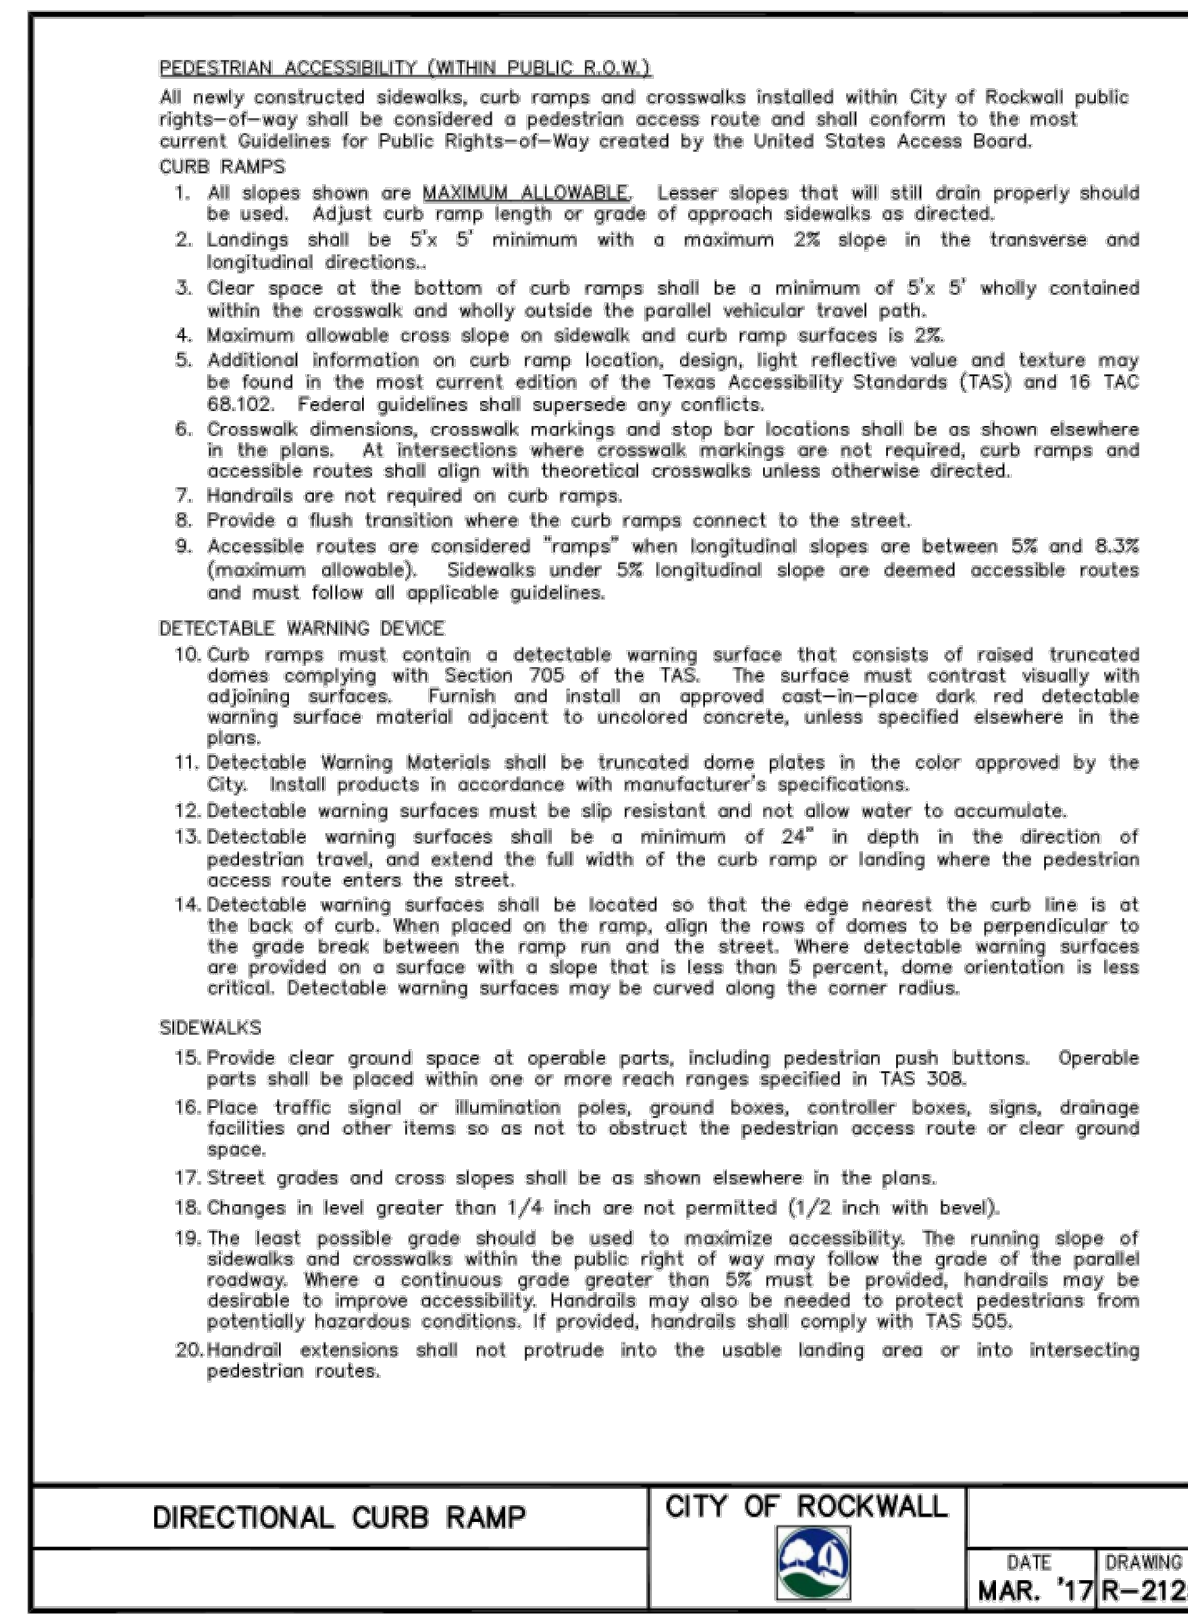 PEDESTRIAN ACCESSIBILITY (WITHIN PUBLIC R.O.W.)
All newly constructed sidewalks, curb ramps and crosswalks installed within City of Rockwall public
rights-of-way shall be considered a pedestrian access route and shall conform to the most
current Guidelines for Public Rights-of-Way created by the United States Access Board.
CURB RAMPS
1. All slopes shown are MAXIMUM ALLOWABLE. Lesser slopes that will still drain properly should
be used. Adjust curb ramp length or grade of approach sidewalks as directed.
2. Landings shall be 5'x 5' minimum with a maximum 2% slope in the transverse and
longitudinal directions..
3. Clear space at the bottom of curb ramps shall be a minimum of 5'x 5' wholly contained
within the crosswalk and wholly outside the parallel vehicular travel path.
4. Maximum allowable cross slope on sidewalk and curb ramp surfaces is 2%.
5. Additional information on curb ramp location, design, light reflective value and texture may
be found in the most current edition of the Texas Accessibility Standards (TAS) and 16 TAC
68.102. Federal guidelines shall supersede any conflicts.
6. Crosswalk dimensions, crosswalk markings and stop bar locations shall be as shown elsewhere
in the plans. At intersections where crosswalk markings are not required, curb ramps and
accessible routes shall align with theoretical crosswalks unless otherwise directed.
7. Handrails are not required on curb ramps.
8. Provide a flush transition where the curb ramps connect to the street.
9. Accessible routes are considered "ramps" when longitudinal slopes are between 5% and 8.3%
(maximum allowable). Sidewalks under 5% longitudinal slope are deemed accessible routes
and must follow all applicable guidelines.
DETECTABLE WARNING DEVICE
10. Curb ramps must contain a detectable warning surface that consists of raised truncated
domes complying with Section 705 of the TAS. The surface must contrast visually with
adjoining surfaces. Furnish and install an approved cast-in-place dark red detectable
warning surface material adjacent to uncolored concrete, unless specified elsewhere in the
plans.
11. Detectable Warning Materials shall be truncated dome plates in the color approved by the
City. Install products in accordance with manufacturer's specifications.
12. Detectable warning surfaces must be slip resistant and not allow water to accumulate.
13. Detectable warning surfaces shall be a minimum of 24" in depth in the direction of
pedestrian travel, and extend the full width of the curb ramp or landing where the pedestrian
access route enters the street.
14. Detectable warning surfaces shall be located so that the edge nearest the curb line is at
the back of curb. When placed on the ramp, align the rows of domes to be perpendicular to
the grade break between the ramp run and the street. Where detectable warning surfaces
are provided on a surface with a slope that is less than 5 percent, dome orientation is less
critical. Detectable warning surfaces may be curved along the corner radius.
SIDEWALKS
15. Provide clear ground space at operable parts, including pedestrian push buttons. Operable
parts shall be placed within one or more reach ranges specified in TAS 308.
16. Place traffic signal or illumination poles, ground boxes, controller boxes, signs, drainage
facilities and other items so as not to obstruct the pedestrian access route or clear ground
space.
17. Street grades and cross slopes shall be as shown elsewhere in the plans.
18. Changes in level greater than 1/4 inch are not permitted (1/2 inch with bevel).
19. The least possible grade should be used to maximize accessibility. The running slope of
sidewalks and crosswalks within the public right of way may follow the grade of the parallel
roadway. Where a continuous grade greater than 5% must be provided, handrails may be
desirable to improve accessibility. Handrails may also be needed to protect pedestrians from
potentially hazardous conditions. If provided, handrails shall comply with TAS 505.
20. Handrail extensions shall not protrude into the usable landing area or into intersecting
pedestrian routes.
DIRECTIONAL CURB RAMP
CITY OF ROCKWALL
DATE
MAR. '17
DRAWING
R-212